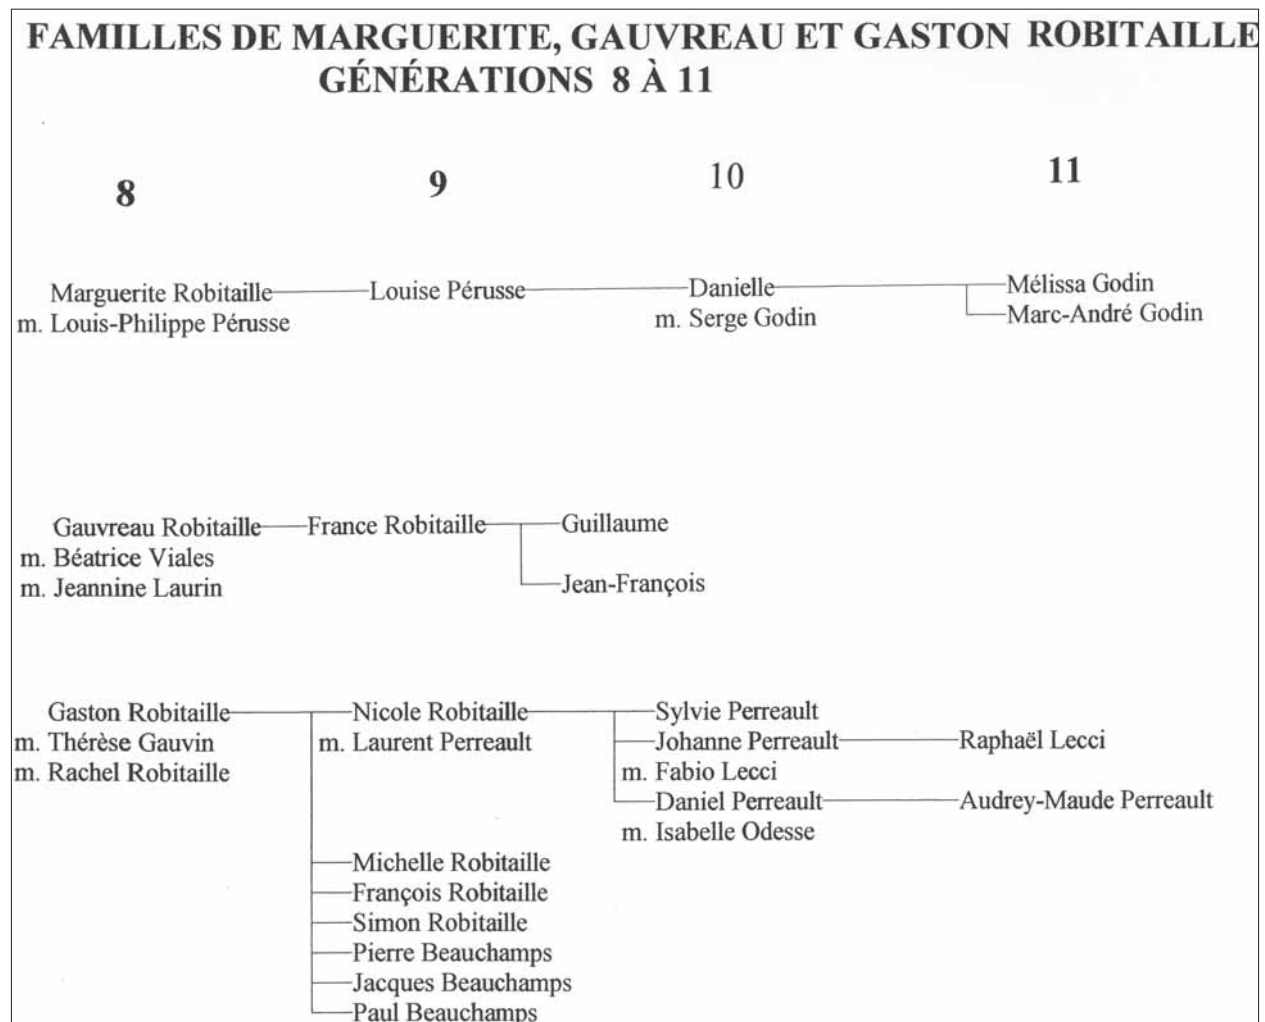 FAMILLES DE MARGUERITE, GAUVREAU ET GASTON ROBITAILLE
GÉNÉRATIONS 8 À 11
8 9 10 11
Marguerite Robitaille Louise Pérusse Danielle Mélissa Godin
m. Louis-Philippe Pérusse m. Serge Godin Marc-André Godin
Gauvreau Robitaille France Robitaille Guillaume
m. Béatrice Viales
m. Jeannine Laurin Jean-François
Gaston Robitaille Nicole Robitaille Sylvie Perreault
m. Thérèse Gauvin m. Laurent Perreault Johanne Perreault Raphaël Lecci
m. Rachel Robitaille m. Fabio Lecci
Daniel Perreault Audrey-Maude Perreault
m. Isabelle Odesse
Michelle Robitaille
François Robitaille
Simon Robitaille
Pierre Beauchamps
Jacques Beauchamps
Paul Beauchamps